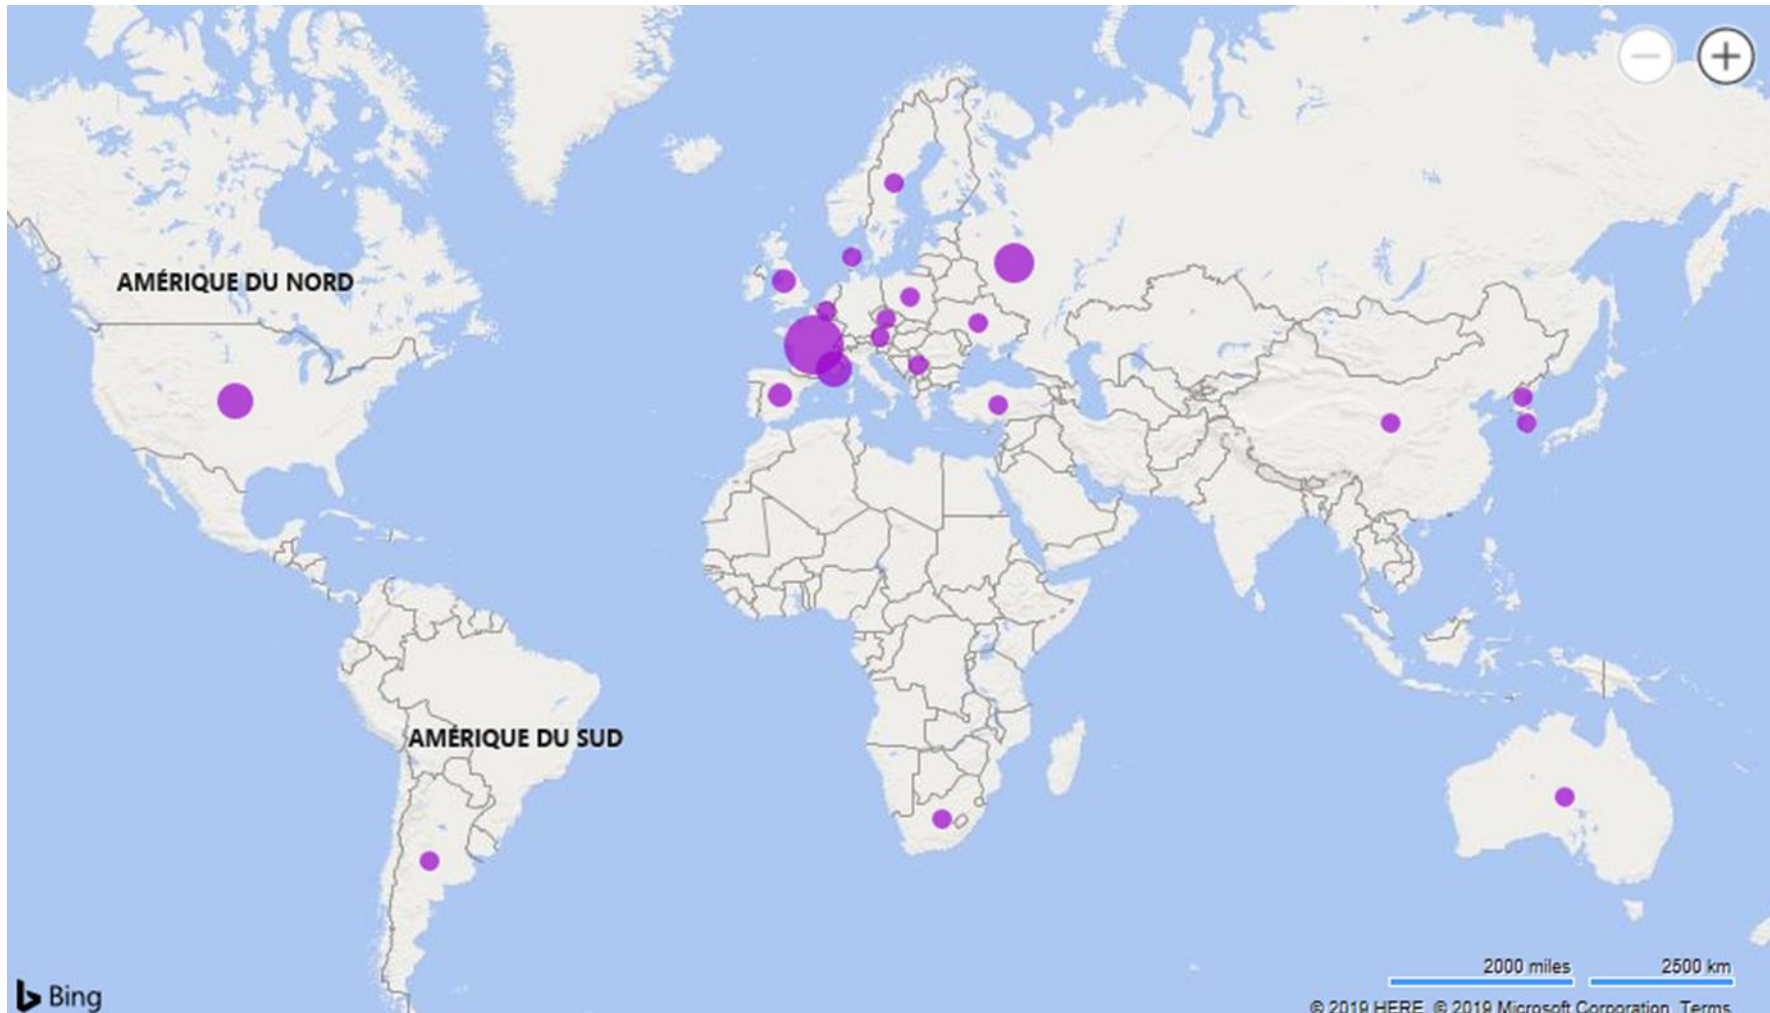 AMÉRIQUE DU NORD
AMÉRIQUE DU SUD
2000 miles 2500 km
Bing
© 2019 HERE, © 2019 Microsoft Corporation Terms